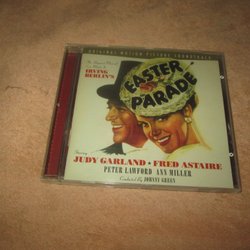 ORIGINAL MOTION PICTURE SOUNDTRACK
IRVING BERLIN'S
EASTER
PARADE
Starring
JUDY GARLAND ★ FRED ASTAIRE
PETER LAWFORD ANN MILLER
Conducted By JOHNNY GREEN